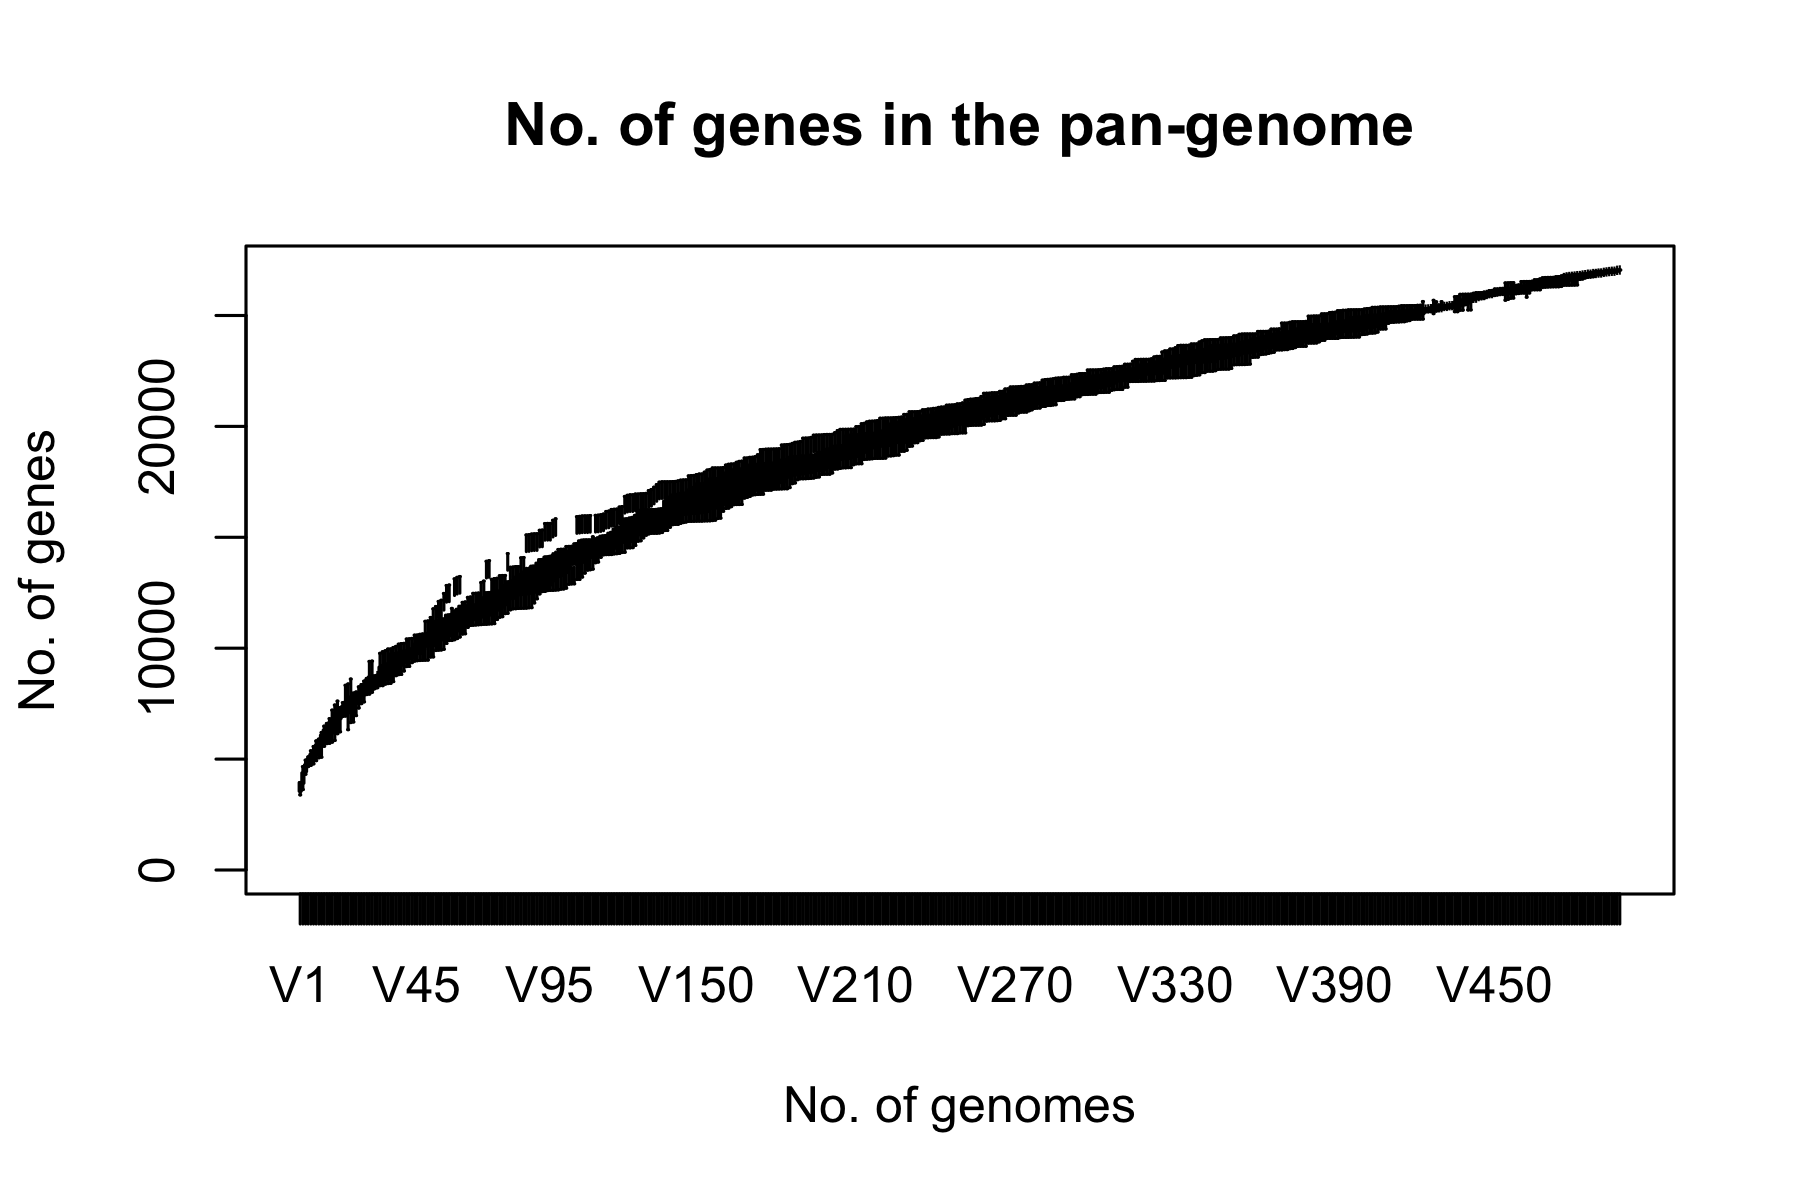 No. of genes in the pan-genome
No. of genes
20000
10000
0
V1 V45 V95 V150 V210 V270 V330 V390 V450
No. of genomes